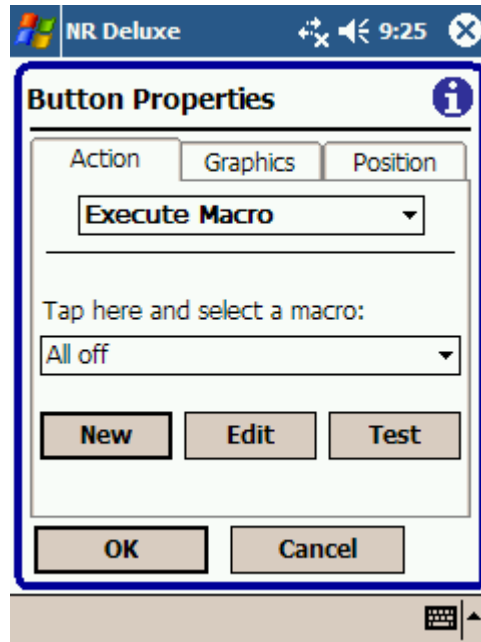 NR Deluxe 9:25
Button Properties
Action Graphics Position
Execute Macro
Tap here and select a macro:
All off
New Edit Test
OK Cancel